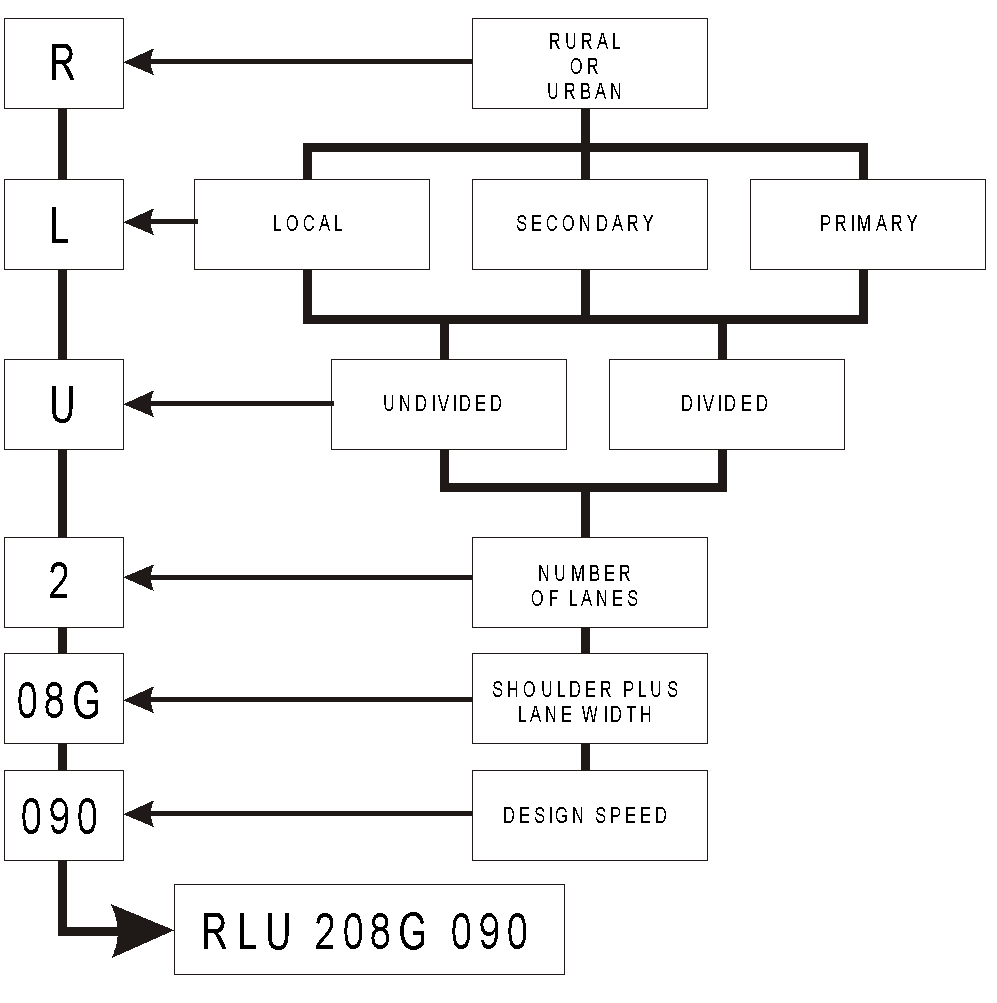 R
RURAL
OR
URBAN
L
LOCAL
SECONDARY
PRIMARY
U
UNDIVIDED
DIVIDED
2
NUMBER
OF LANES
08G
SHOULDER PLUS
LANE WIDTH
090
DESIGN SPEED
RLU 208G 090